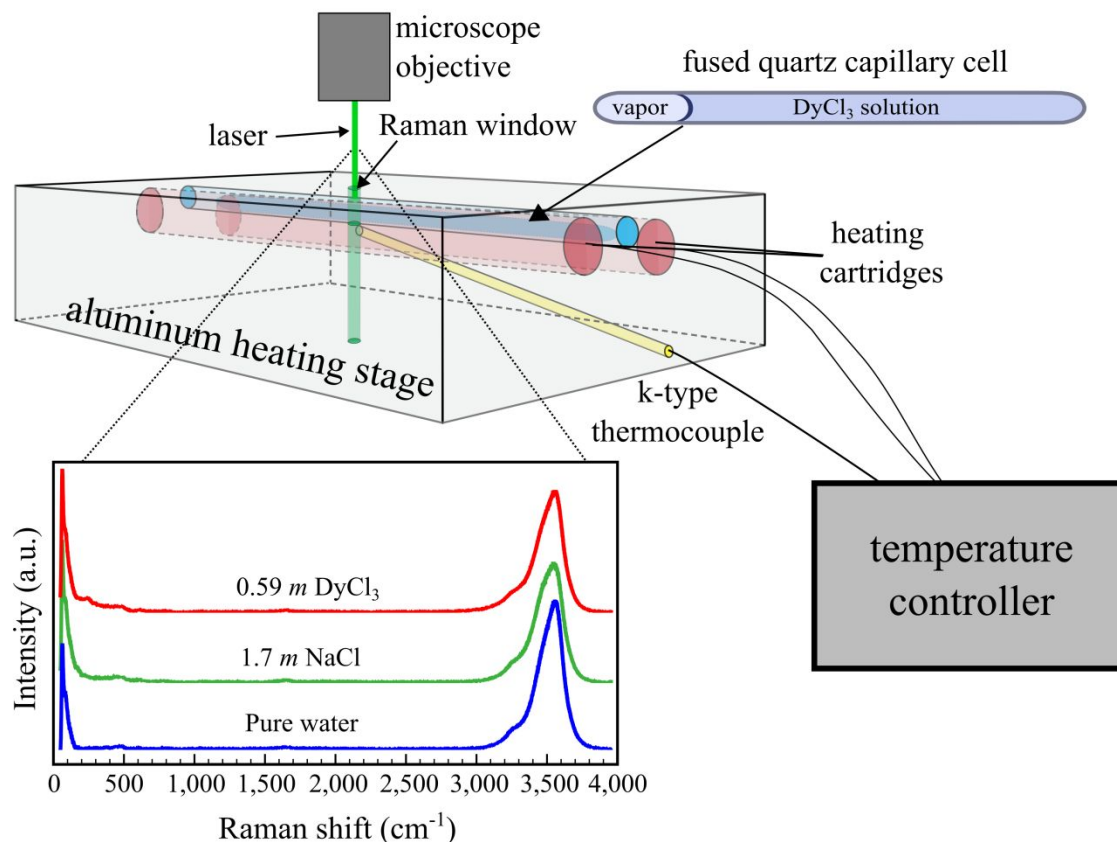 microscope
objective
fused quartz capillary cell
vapor
DyCl₃ solution
laser
Raman window
heating
cartridges
aluminum heating stage
k-type
thermocouple
temperature
controller
Intensity (a.u.)
0.59 m DyCl₃
1.7 m NaCl
Pure water
0 500 1,000 1,500 2,000 2,500 3,000 3,500 4,000
Raman shift (cm⁻¹)